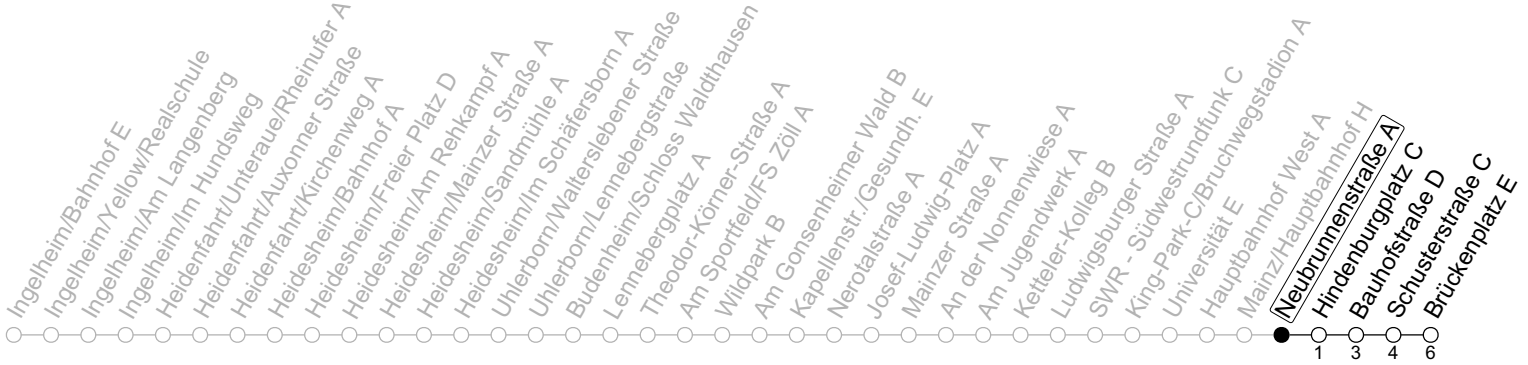 Ingelheim/Bahnhof E
Ingelheim/Yellow/Realschule
Ingelheim/Am Langenberg
Ingelheim/Im Hundsweg
Heidenfahrt/Unteraue/Rheinufer A
Heidenfahrt/Auxonner Straße
Heidenfahrt/Kirchenweg A
Heidesheim/Bahnhof A
Heidesheim/Freier Platz D
Heidesheim/Am Rehkampf A
Heidesheim/Mainzer Straße A
Heidesheim/Sandmühle A
Heidesheim/Im Schäfersborn A
Uhlerborn/Walterslebener Straße
Uhlerborn/Lennebergstraße
Budenheim/Schloss Waldthausen
Lennebergplatz A
Theodor-Körner-Straße A
Am Sportfeld/FS Zöll A
Wildpark B
Am Gonsenheimer Wald B
Kapellenstr./Gesundh. E
Nerotalstraße A
Josef-Ludwig-Platz A
Mainzer Straße A
An der Nonnenwiese A
Am Jugendwerk A
Ketteler-Kolleg B
Ludwigsburger Straße A
SWR - Südwestrundfunk C
King-Park-C/Bruchwegstadion A
Universität E
Hauptbahnhof West A
Mainz/Hauptbahnhof H
Neubrunnenstraße A
Hindenburgplatz C
Bauhofstraße D
Schusterstraße C
Brückenplatz E
1 3 4 6